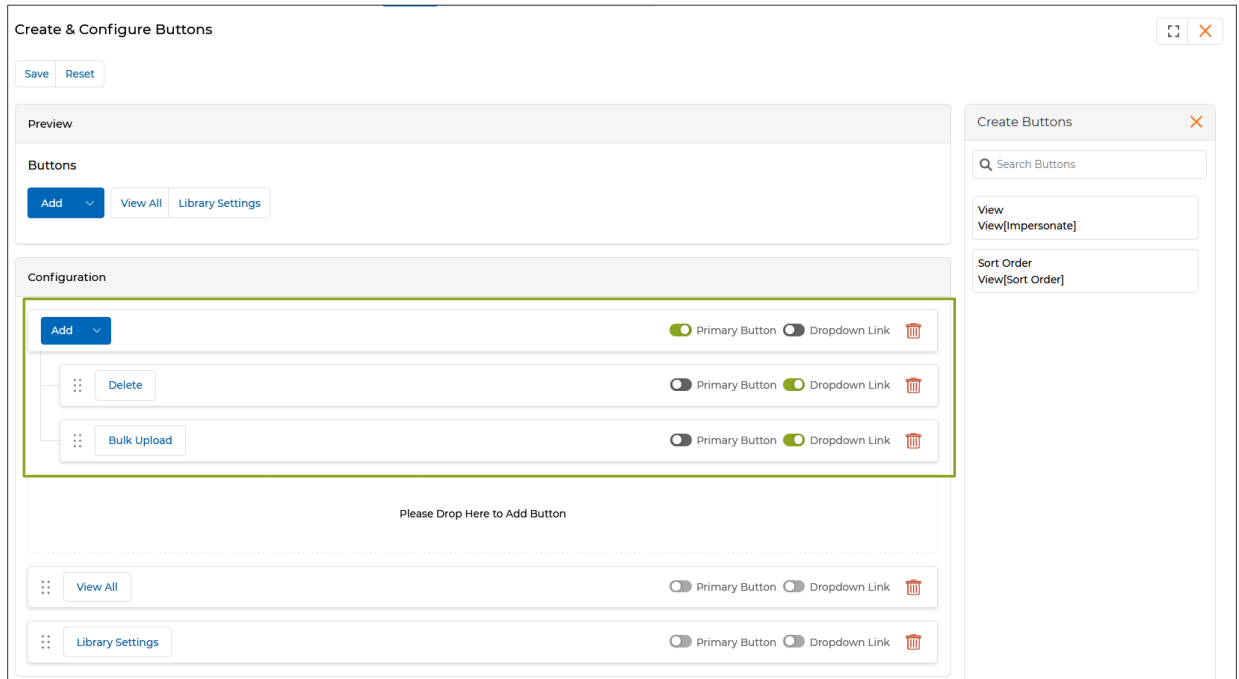 Create & Configure Buttons
Save Reset
Preview
Buttons
Add View All Library Settings
Configuration
Add Primary Button Dropdown Link
Delete Primary Button Dropdown Link
Bulk Upload Primary Button Dropdown Link
Please Drop Here to Add Button
View All Primary Button Dropdown Link
Library Settings Primary Button Dropdown Link
Create Buttons
Search Buttons
View
View[Impersonate]
Sort Order
View[Sort Order]